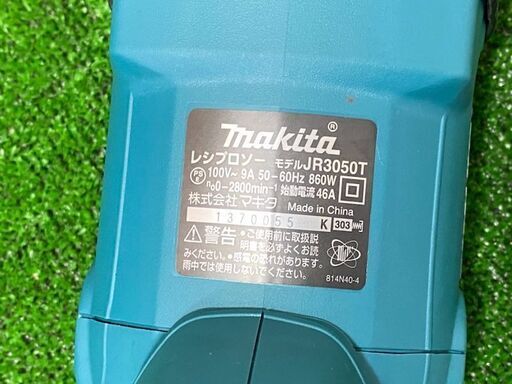 makita®
レシプロソー モデルJR3050T
100V~ 9A 50-60Hz 860W
n₀0-2800min⁻¹ 始動電流 46A
株式会社マキタ Made in China
1370055 K 303
警告 ・ご使用前に取扱説
明書を必ずよくお読
みください。・感電の恐れがあります。
雨中では使用しないでください。
814N40-4